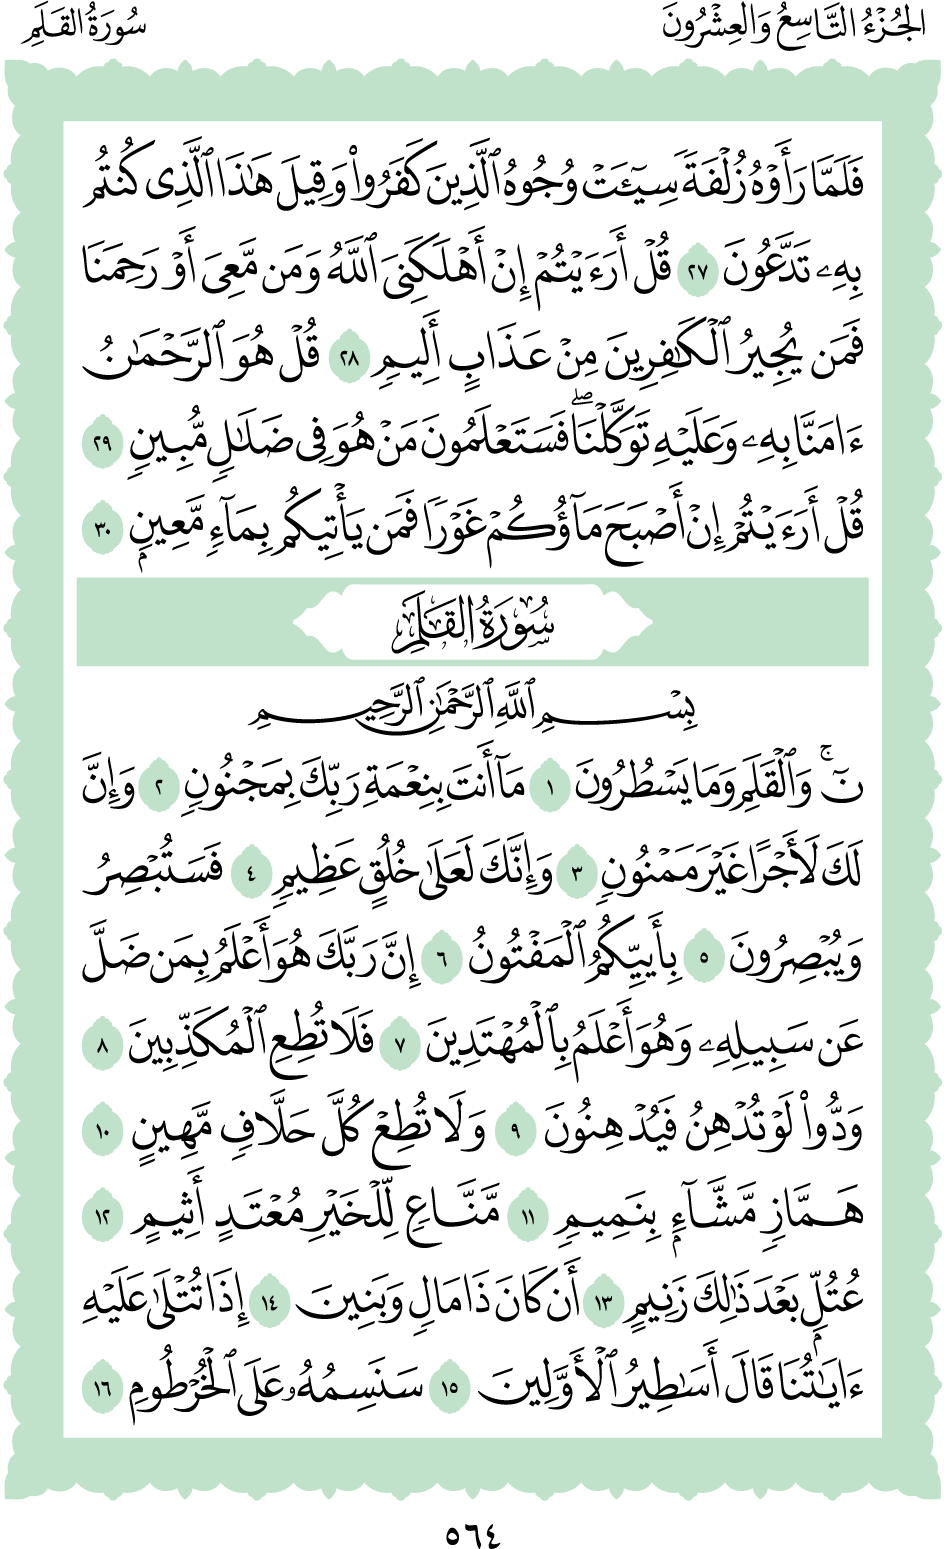 الجُزْءُ التَّاسِعُ وَالعِشْرُونَ
سُورَةُ القَلَمِ
فَلَمَّا رَأَوْهُ زُلْفَةً سِيٓـَٔتْ وُجُوهُ ٱلَّذِينَ كَفَرُوا۟ وَقِيلَ هَٰذَا ٱلَّذِى كُنتُم
بِهِۦ تَدَّعُونَ ٢٧ قُلْ أَرَءَيْتُمْ إِنْ أَهْلَكَنِىَ ٱللَّهُ وَمَن مَّعِىَ أَوْ رَحِمَنَا
فَمَن يُجِيرُ ٱلْكَٰفِرِينَ مِنْ عَذَابٍ أَلِيمٍ ٢٨ قُلْ هُوَ ٱلرَّحْمَٰنُ
ءَامَنَّا بِهِۦ وَعَلَيْهِ تَوَكَّلْنَا ۖ فَسَتَعْلَمُونَ مَنْ هُوَ فِى ضَلَٰلٍ مُّبِينٍ ٢٩
قُلْ أَرَءَيْتُمْ إِنْ أَصْبَحَ مَآؤُكُمْ غَوْرًا فَمَن يَأْتِيكُم بِمَآءٍ مَّعِينٍۭ ٣٠
سُورَةُ القَلَمِ
بِسْمِ ٱللَّهِ ٱلرَّحْمَٰنِ ٱلرَّحِيمِ
نٓ ۚ وَٱلْقَلَمِ وَمَا يَسْطُرُونَ ١ مَآ أَنتَ بِنِعْمَةِ رَبِّكَ بِمَجْنُونٍ ٢ وَإِنَّ
لَكَ لَأَجْرًا غَيْرَ مَمْنُونٍ ٣ وَإِنَّكَ لَعَلَىٰ خُلُقٍ عَظِيمٍ ٤ فَسَتُبْصِرُ
وَيُبْصِرُونَ ٥ بِأَييِّكُمُ ٱلْمَفْتُونُ ٦ إِنَّ رَبَّكَ هُوَ أَعْلَمُ بِمَن ضَلَّ
عَن سَبِيلِهِۦ وَهُوَ أَعْلَمُ بِٱلْمُهْتَدِينَ ٧ فَلَا تُطِعِ ٱلْمُكَذِّبِينَ ٨
وَدُّوا۟ لَوْ تُدْهِنُ فَيُدْهِنُونَ ٩ وَلَا تُطِعْ كُلَّ حَلَّافٍ مَّهِينٍ ١٠
هَمَّازٍ مَّشَّآءٍۭ بِنَمِيمٍ ١١ مَّنَّاعٍ لِّلْخَيْرِ مُعْتَدٍ أَثِيمٍ ١٢
عُتُلٍّۭ بَعْدَ ذَٰلِكَ زَنِيمٍ ١٣ أَن كَانَ ذَا مَالٍ وَبَنِينَ ١٤ إِذَا تُتْلَىٰ عَلَيْهِ
ءَايَٰتُنَا قَالَ أَسَٰطِيرُ ٱلْأَوَّلِينَ ١٥ سَنَسِمُهُۥ عَلَى ٱلْخُرْطُومِ ١٦
٥٦٤